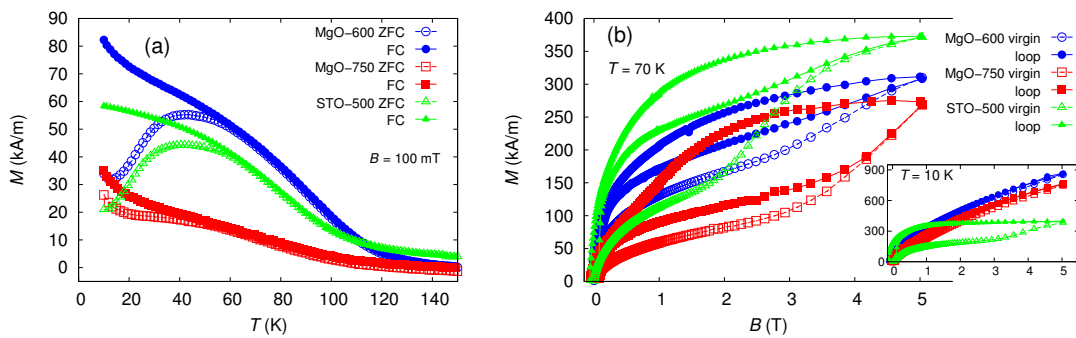 (a)
M (kA/m)
90
80
70
60
50
40
30
20
10
0
0 20 40 60 80 100 120 140
T (K)
MgO−600 ZFC
FC
MgO−750 ZFC
FC
STO−500 ZFC
FC
B = 100 mT
(b)
T = 70 K
M (kA/m)
400
350
300
250
200
150
100
50
0
0 1 2 3 4 5
B (T)
MgO−600 virgin
loop
MgO−750 virgin
loop
STO−500 virgin
loop
T = 10 K
900
600
300
0
0 1 2 3 4 5